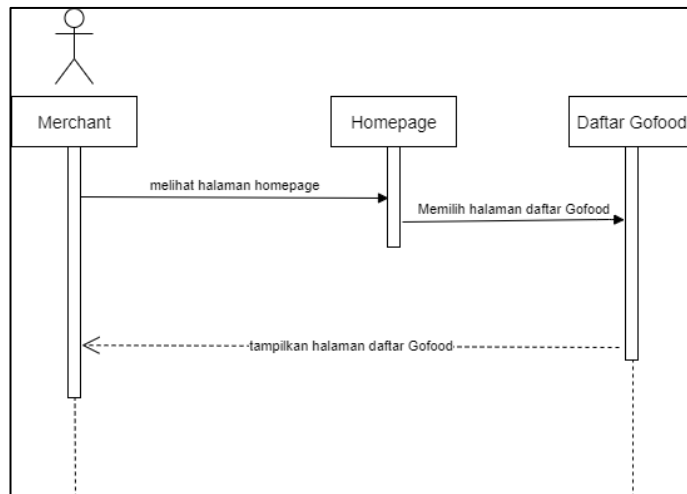 Merchant
Homepage
Daftar Gofood
melihat halaman homepage
Memilih halaman daftar Gofood
tampilkan halaman daftar Gofood